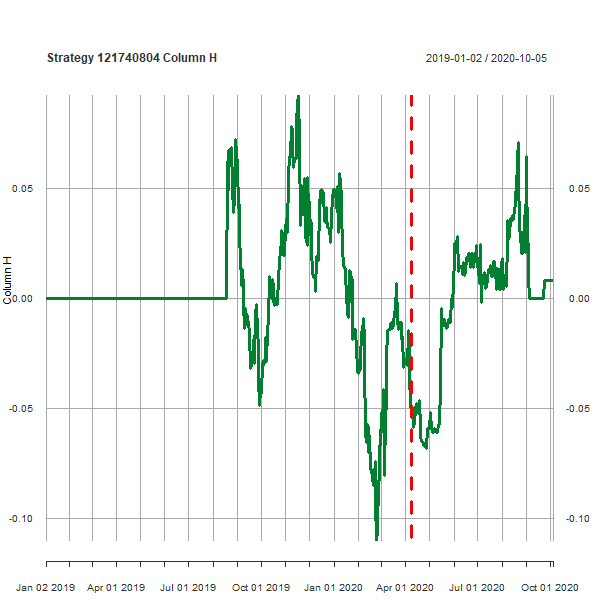 Strategy 121740804 Column H
2019-01-02 / 2020-10-05
0.05
0.05
Column H
0.00
0.00
-0.05
-0.05
-0.10
-0.10
Jan 02 2019
Apr 01 2019
Jul 01 2019
Oct 01 2019
Jan 01 2020
Apr 01 2020
Jul 01 2020
Oct 01 2020